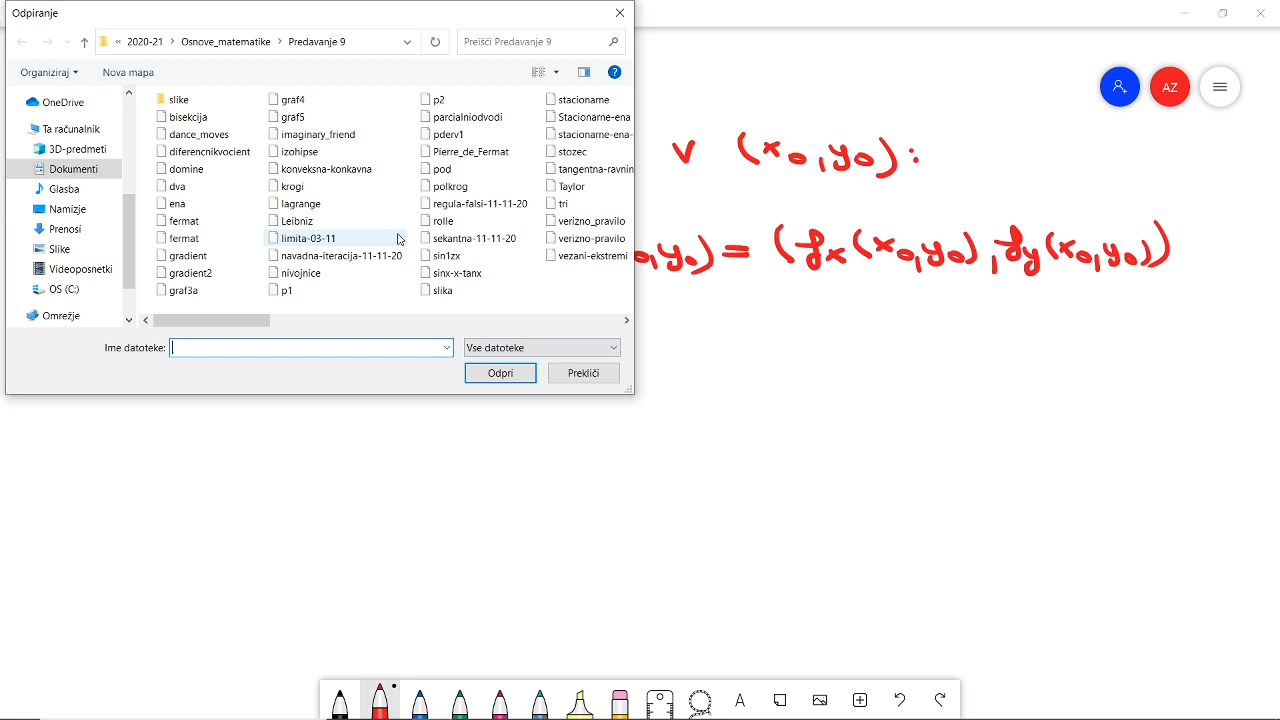 Odpiranje
« 2020-21 > Osnove_matematike > Predavanje 9
Preišči Predavanje 9
Organiziraj
Nova mapa
OneDrive
Ta računalnik
3D-predmeti
Dokumenti
Glasba
Namizje
Prenosi
Slike
Videoposnetki
OS (C:)
Omrežje
slike
bisekcija
dance_moves
diferencnikvocient
domine
dva
ena
fermat
fermat
gradient
gradient2
graf3a
graf4
graf5
imaginary_friend
izohipse
konveksna-konkavna
krogi
lagrange
Leibniz
limita-03-11
navadna-iteracija-11-11-20
nivojnice
p1
p2
parcialniodvodi
pderv1
Pierre_de_Fermat
pod
polkrog
regula-falsi-11-11-20
rolle
sekantna-11-11-20
sin1zx
sinx-x-tanx
slika
stacionarne
Stacionarne-ena
stacionarne-ena-
stozec
tangentna-ravnin
Taylor
tri
verizno_pravilo
verizno-pravilo
vezani-ekstremi
Ime datoteke:
Vse datoteke
Odpri
Prekliči
AZ
v (x₀,y₀):
₀,y₀) = (fx(x₀,y₀), fy(x₀,y₀))
A